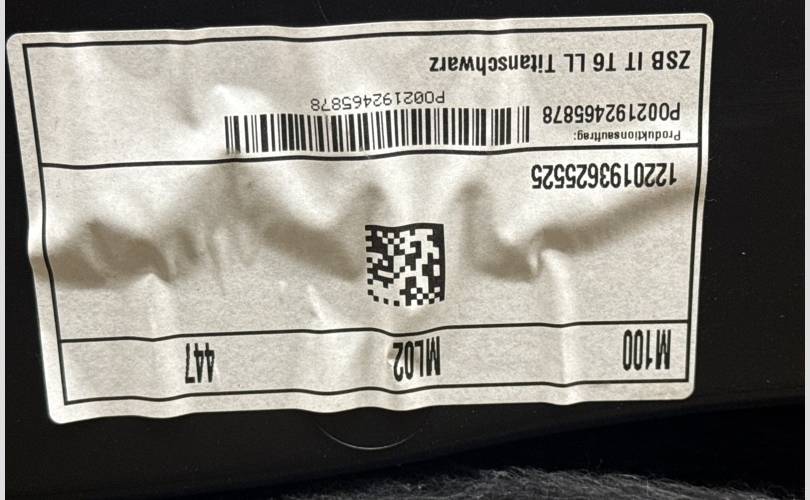 M100 ML02 447
1220193625525
Produktionsauftrag:
P002192465878
P002192465878
ZSB IT T6 LL Titanschwarz